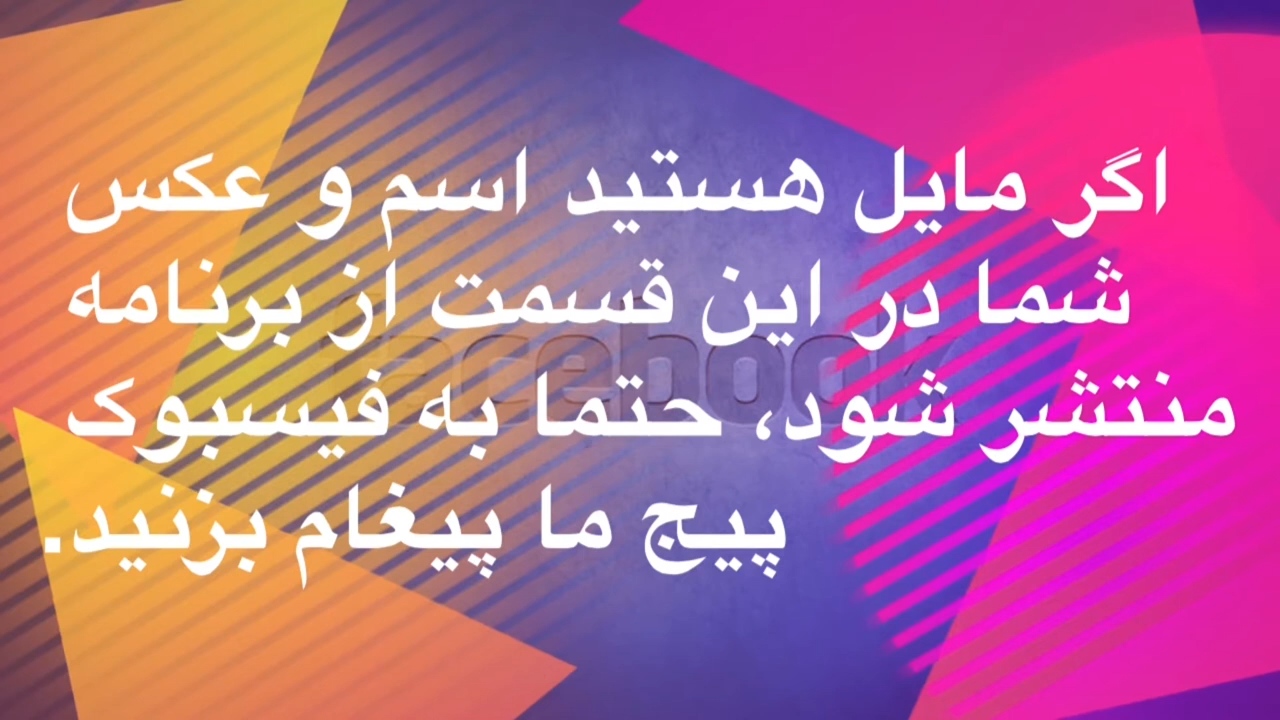 اگر مایل هستید اسم و عکس
شما در این قسمت از برنامه
منتشر شود، حتما به فیسبوک
پیج ما پیغام بزنید.
facebook